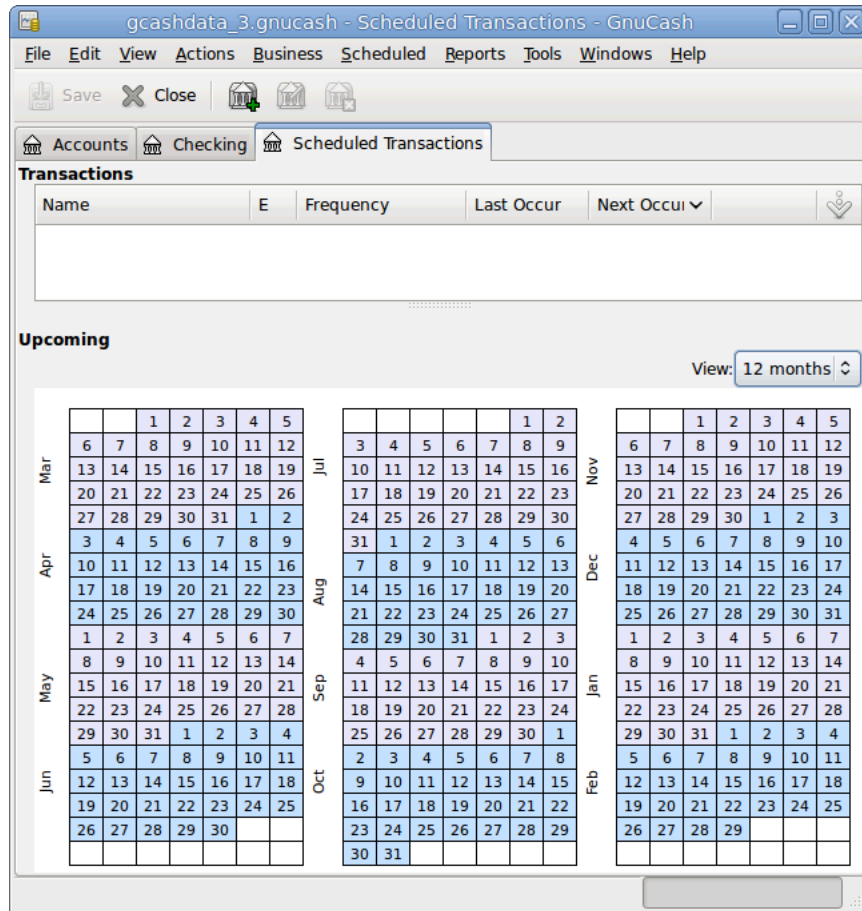 gcashdata_3.gnucash - Scheduled Transactions - GnuCash
File Edit View Actions Business Scheduled Reports Tools Windows Help
Save Close
Accounts Checking Scheduled Transactions
Transactions
Name E Frequency Last Occur Next Occur
Upcoming
View: 12 months
Mar
Apr
May
Jun
1 2 3 4 5
6 7 8 9 10 11 12
13 14 15 16 17 18 19
20 21 22 23 24 25 26
27 28 29 30 31 1 2
3 4 5 6 7 8 9
10 11 12 13 14 15 16
17 18 19 20 21 22 23
24 25 26 27 28 29 30
1 2 3 4 5 6 7
8 9 10 11 12 13 14
15 16 17 18 19 20 21
22 23 24 25 26 27 28
29 30 31 1 2 3 4
5 6 7 8 9 10 11
12 13 14 15 16 17 18
19 20 21 22 23 24 25
26 27 28 29 30
Jul
Aug
Sep
Oct
1 2
3 4 5 6 7 8 9
10 11 12 13 14 15 16
17 18 19 20 21 22 23
24 25 26 27 28 29 30
31 1 2 3 4 5 6
7 8 9 10 11 12 13
14 15 16 17 18 19 20
21 22 23 24 25 26 27
28 29 30 31 1 2 3
4 5 6 7 8 9 10
11 12 13 14 15 16 17
18 19 20 21 22 23 24
25 26 27 28 29 30 1
2 3 4 5 6 7 8
9 10 11 12 13 14 15
16 17 18 19 20 21 22
23 24 25 26 27 28 29
30 31
Nov
Dec
Jan
Feb
1 2 3 4 5
6 7 8 9 10 11 12
13 14 15 16 17 18 19
20 21 22 23 24 25 26
27 28 29 30 1 2 3
4 5 6 7 8 9 10
11 12 13 14 15 16 17
18 19 20 21 22 23 24
25 26 27 28 29 30 31
1 2 3 4 5 6 7
8 9 10 11 12 13 14
15 16 17 18 19 20 21
22 23 24 25 26 27 28
29 30 31 1 2 3 4
5 6 7 8 9 10 11
12 13 14 15 16 17 18
19 20 21 22 23 24 25
26 27 28 29